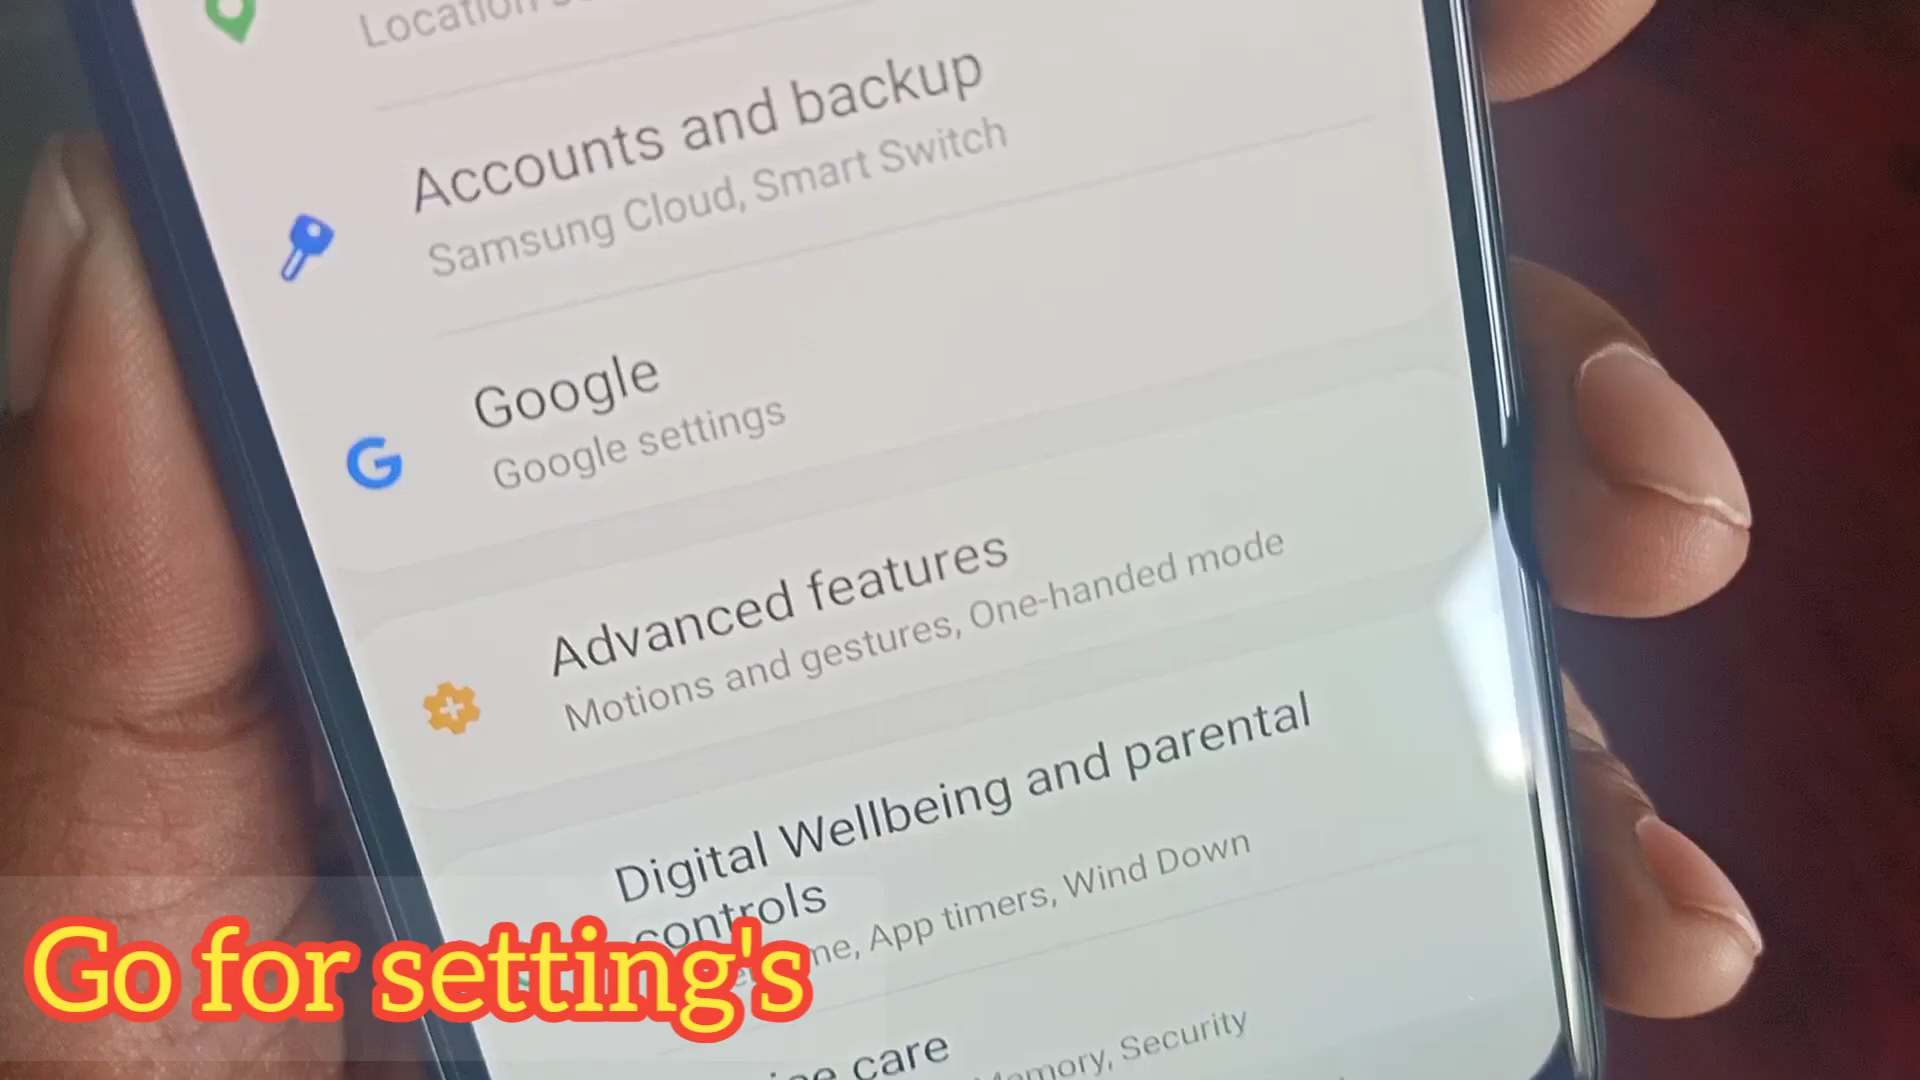 Location
Accounts and backup
Samsung Cloud, Smart Switch
Google
Google settings
Advanced features
Motions and gestures, One-handed mode
Digital Wellbeing and parental
controls
App timers, Wind Down
care
Security
Go for setting's